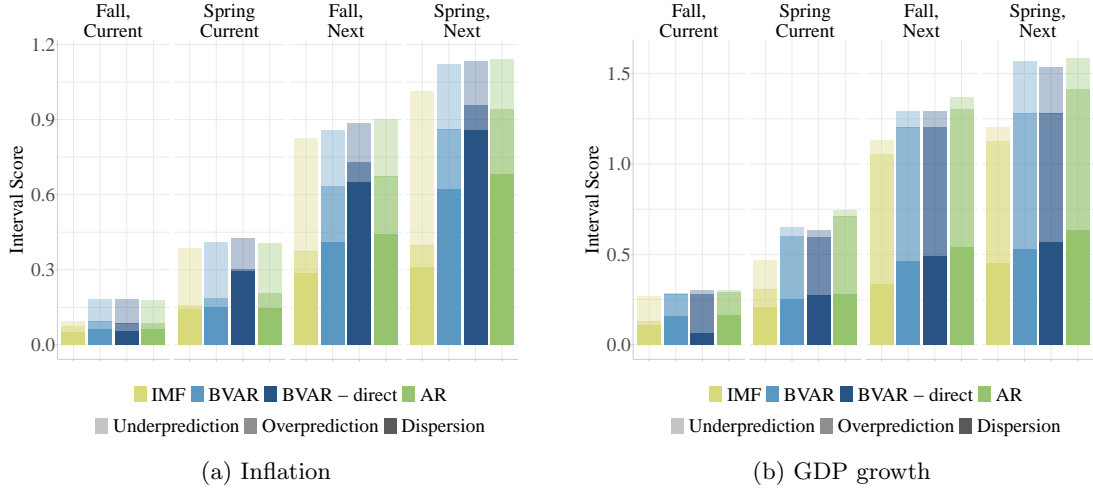 Fall, Current
Spring Current
Fall, Next
Spring, Next
Interval Score
1.2
0.9
0.6
0.3
0.0
IMF BVAR BVAR − direct AR
Underprediction Overprediction Dispersion
(a) Inflation
Fall, Current
Spring Current
Fall, Next
Spring, Next
Interval Score
1.5
1.0
0.5
0.0
IMF BVAR BVAR − direct AR
Underprediction Overprediction Dispersion
(b) GDP growth